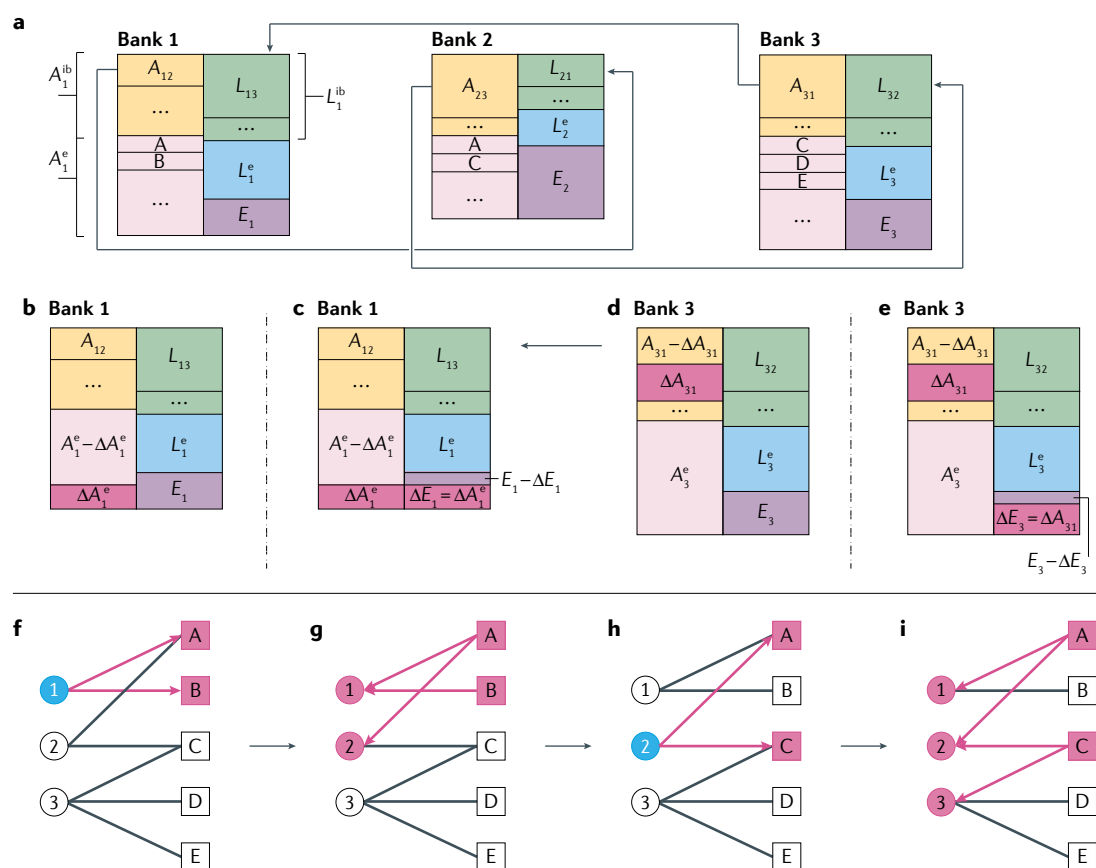 a
Bank 1
Bank 2
Bank 3
A₁ⁱᵇ
A₁ᵉ
A₁₂
...
A
B
...
L₁₃
...
L₁ᵉ
E₁
L₁ⁱᵇ
A₂₃
...
A
C
...
L₂₁
...
L₂ᵉ
E₂
A₃₁
...
C
D
E
...
L₃₂
...
L₃ᵉ
E₃
b Bank 1
A₁₂
...
A₁ᵉ – ΔA₁ᵉ
ΔA₁ᵉ
L₁₃
...
L₁ᵉ
E₁
c Bank 1
A₁₂
...
A₁ᵉ – ΔA₁ᵉ
ΔA₁ᵉ
L₁₃
...
L₁ᵉ
E₁ – ΔE₁
ΔE₁ = ΔA₁ᵉ
d Bank 3
A₃₁ – ΔA₃₁
ΔA₃₁
...
A₃ᵉ
L₃₂
...
L₃ᵉ
E₃
e Bank 3
A₃₁ – ΔA₃₁
ΔA₃₁
...
A₃ᵉ
L₃₂
...
L₃ᵉ
ΔE₃ = ΔA₃₁
E₃ – ΔE₃
f
1
2
3
A
B
C
D
E
g
1
2
3
A
B
C
D
E
h
1
2
3
A
B
C
D
E
i
1
2
3
A
B
C
D
E